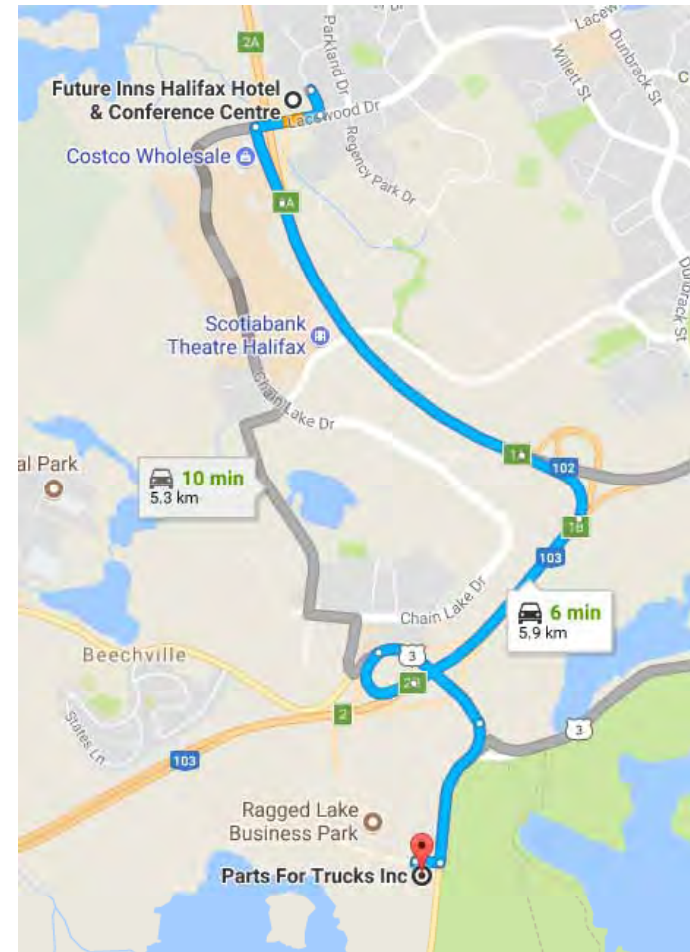 2A
Lacew
Parkland Dr
Willett St
Dunbrack St
C
Future Inns Halifax Hotel
& Conference Centre
Lacewood Dr
Regency Park Dr
Costco Wholesale
Dunbrack St
Scotiabank
Theatre Halifax
Chain Lake Dr
al Park
10 min
5.3 km
102
1B
103
Chain Lake Dr
6 min
5.9 km
3
Beechville
2
States Ln
3
103
Ragged Lake
Business Park
Parts For Trucks Inc